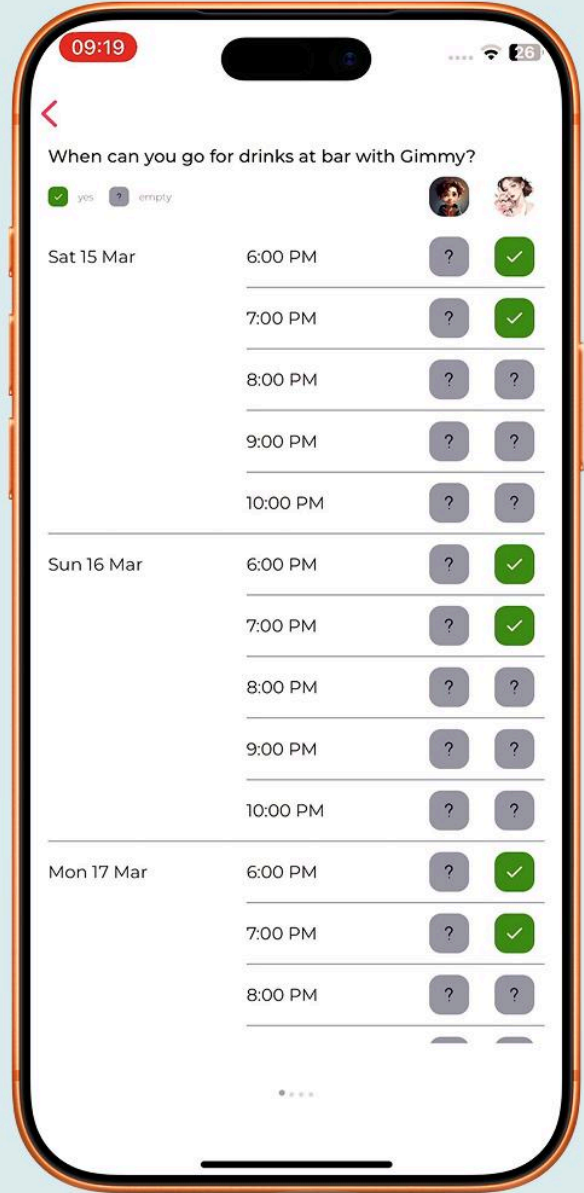 09:19
26
When can you go for drinks at bar with Gimmy?
yes ? empty
Sat 15 Mar 6:00 PM ?
7:00 PM ?
8:00 PM ? ?
9:00 PM ? ?
10:00 PM ? ?
Sun 16 Mar 6:00 PM ?
7:00 PM ?
8:00 PM ? ?
9:00 PM ? ?
10:00 PM ? ?
Mon 17 Mar 6:00 PM ?
7:00 PM ?
8:00 PM ? ?